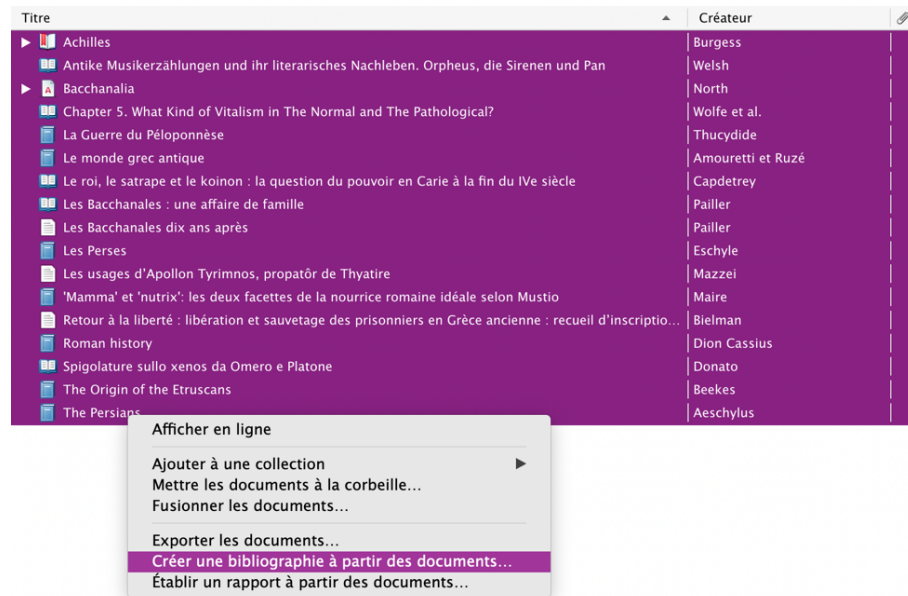 Titre Créateur
Achilles Burgess
Antike Musikerzählungen und ihr literarisches Nachleben. Orpheus, die Sirenen und Pan Welsh
Bacchanalia North
Chapter 5. What Kind of Vitalism in The Normal and The Pathological? Wolfe et al.
La Guerre du Péloponnèse Thucydide
Le monde grec antique Amouretti et Ruzé
Le roi, le satrape et le koinon : la question du pouvoir en Carie à la fin du IVe siècle Capdetrey
Les Bacchanales : une affaire de famille Pailler
Les Bacchanales dix ans après Pailler
Les Perses Eschyle
Les usages d’Apollon Tyrimnos, propatôr de Thyatire Mazzei
'Mamma' et 'nutrix': les deux facettes de la nourrice romaine idéale selon Mustio Maire
Retour à la liberté : libération et sauvetage des prisonniers en Grèce ancienne : recueil d’inscriptio... Bielman
Roman history Dion Cassius
Spigolature sullo xenos da Omero e Platone Donato
The Origin of the Etruscans Beekes
The Persians Aeschylus
Afficher en ligne
Ajouter à une collection
Mettre les documents à la corbeille...
Fusionner les documents...
Exporter les documents...
Créer une bibliographie à partir des documents...
Établir un rapport à partir des documents...